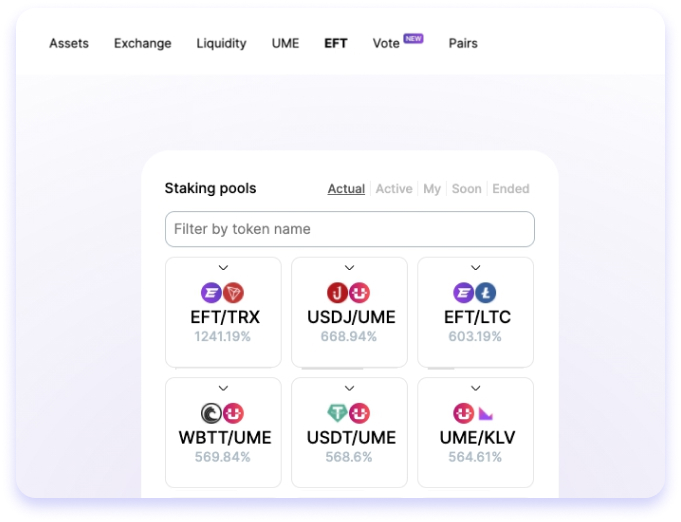 Assets Exchange Liquidity UME EFT Vote NEW Pairs
Staking pools Actual Active My Soon Ended
Filter by token name
EFT/TRX USDJ/UME EFT/LTC
1241.19% 668.94% 603.19%
WBTT/UME USDT/UME UME/KLV
569.84% 568.6% 564.61%